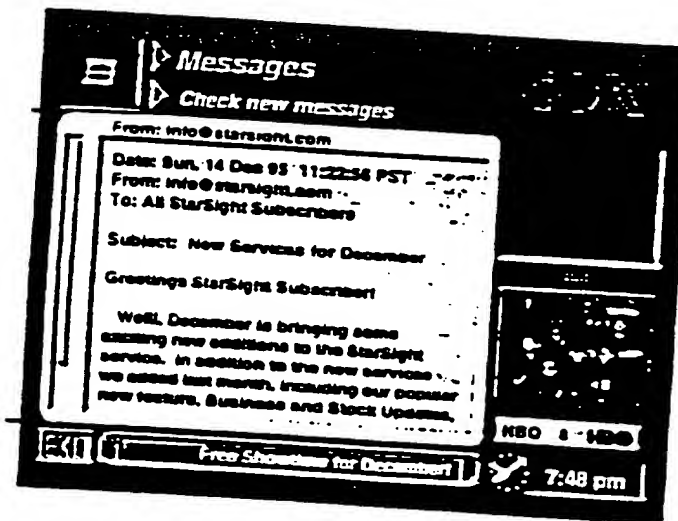 Messages
Check new messages
From: info@starsight.com
Date: Sun, 14 Dec 95 11:22:56 PST
From: info@starsight.com
To: All StarSight Subscribers
Subject: New Services for December
Greetings StarSight Subscriber!
Well, December is bringing some
exciting new additions to the StarSight
service. In addition to the new services
we added last month, including our popular
new feature, Business and Stock Updates,
HBO 8 HBO
EXIT
Free Showtime for December!
7:48 pm